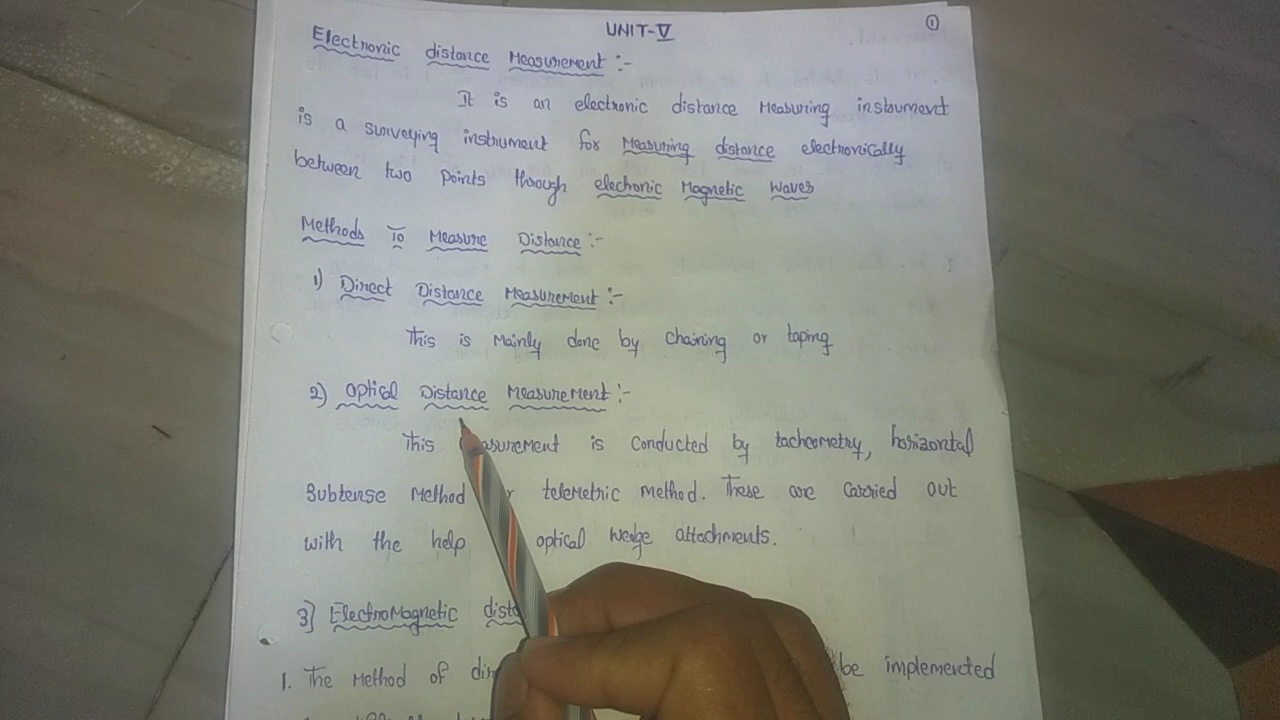 UNIT-V
①
Electronic distance Measurement :-
It is an electronic distance Measuring instrument
is a surveying instrument for Measuring distance electronically
between two points through electronic Magnetic waves
Methods To Measure Distance :-
1) Direct Distance Measurement :-
This is Mainly done by chaining or taping
2) Optical Distance Measurement :-
This is conducted by tacheometry, horizontal
Subtense Method telemetric method. These are carried out
with the help optical wedge attachments.
3] ElectroMagnetic
1. The Method of be implemented